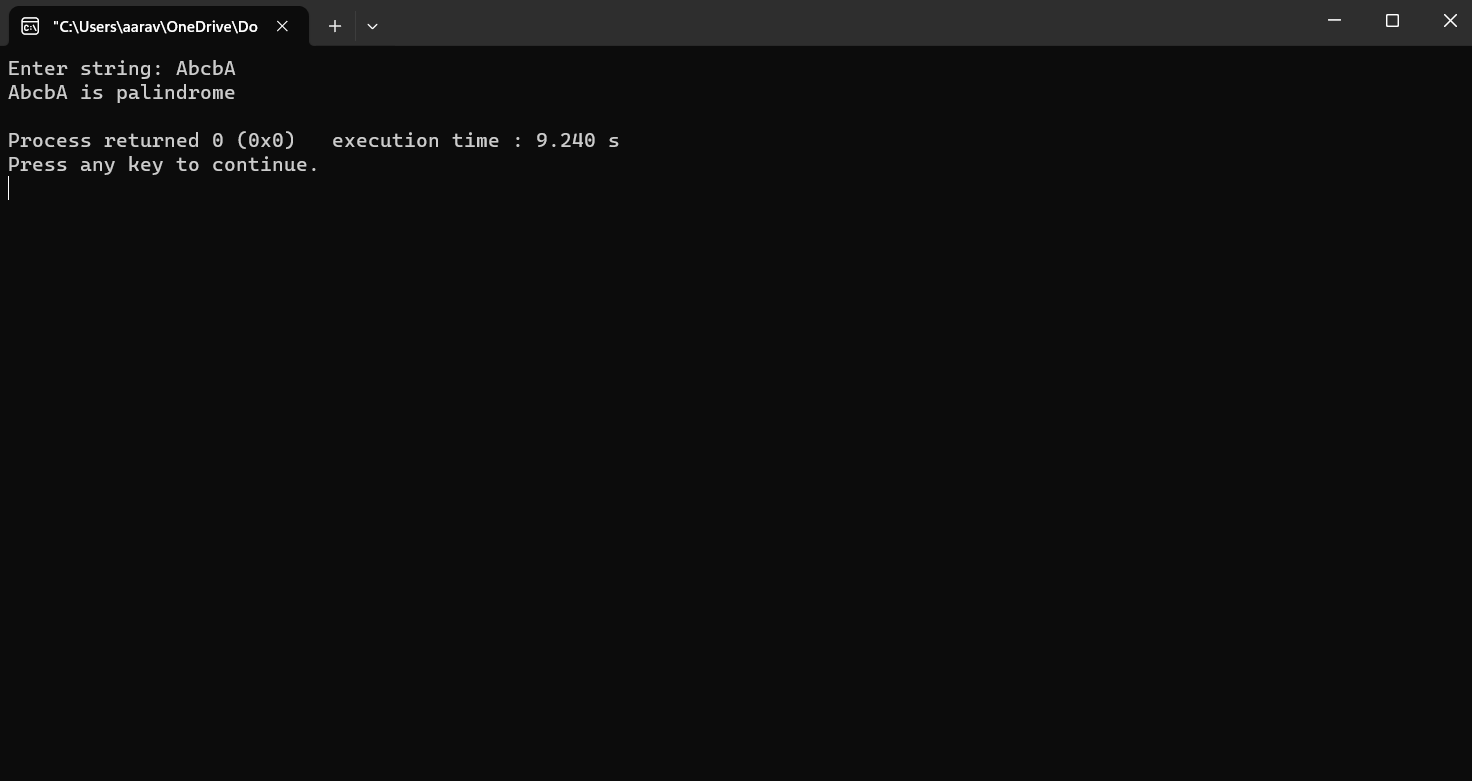 "C:\Users\aarav\OneDrive\Do
Enter string: AbcbA
AbcbA is palindrome
Process returned 0 (0x0)   execution time : 9.240 s
Press any key to continue.